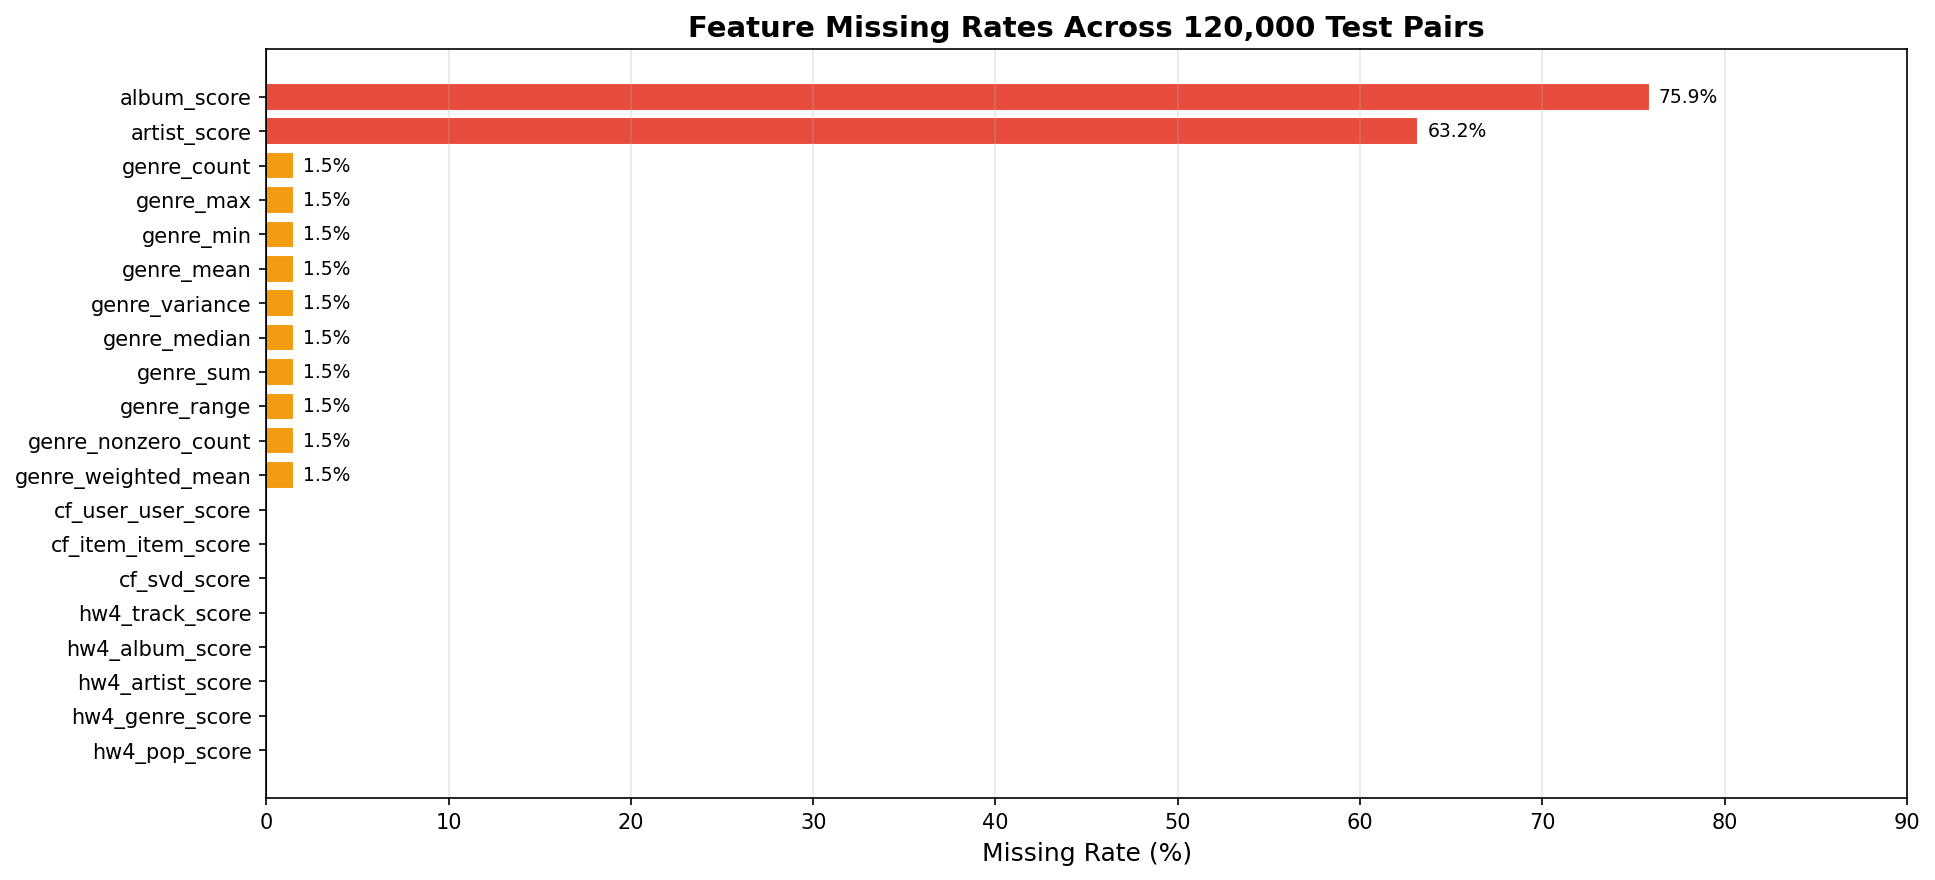 Feature Missing Rates Across 120,000 Test Pairs
album_score 75.9%
artist_score 63.2%
genre_count 1.5%
genre_max 1.5%
genre_min 1.5%
genre_mean 1.5%
genre_variance 1.5%
genre_median 1.5%
genre_sum 1.5%
genre_range 1.5%
genre_nonzero_count 1.5%
genre_weighted_mean 1.5%
cf_user_user_score
cf_item_item_score
cf_svd_score
hw4_track_score
hw4_album_score
hw4_artist_score
hw4_genre_score
hw4_pop_score
0 10 20 30 40 50 60 70 80 90
Missing Rate (%)